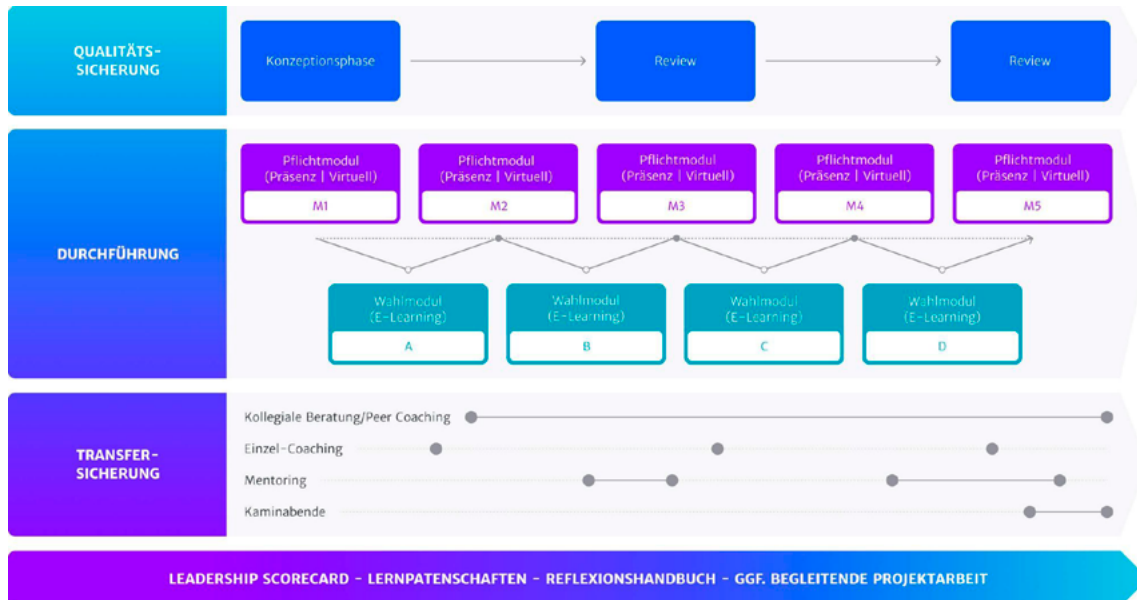 QUALITÄTS-
SICHERUNG
Konzeptionsphase
Review
Review
DURCHFÜHRUNG
Pflichtmodul
(Präsenz | Virtuell)
M1
Pflichtmodul
(Präsenz | Virtuell)
M2
Pflichtmodul
(Präsenz | Virtuell)
M3
Pflichtmodul
(Präsenz | Virtuell)
M4
Pflichtmodul
(Präsenz | Virtuell)
M5
Wahlmodul
(E-Learning)
A
Wahlmodul
(E-Learning)
B
Wahlmodul
(E-Learning)
C
Wahlmodul
(E-Learning)
D
TRANSFER-
SICHERUNG
Kollegiale Beratung/Peer Coaching
Einzel-Coaching
Mentoring
Kaminabende
LEADERSHIP SCORECARD - LERNPATENSCHAFTEN - REFLEXIONSHANDBUCH - GGF. BEGLEITENDE PROJEKTARBEIT